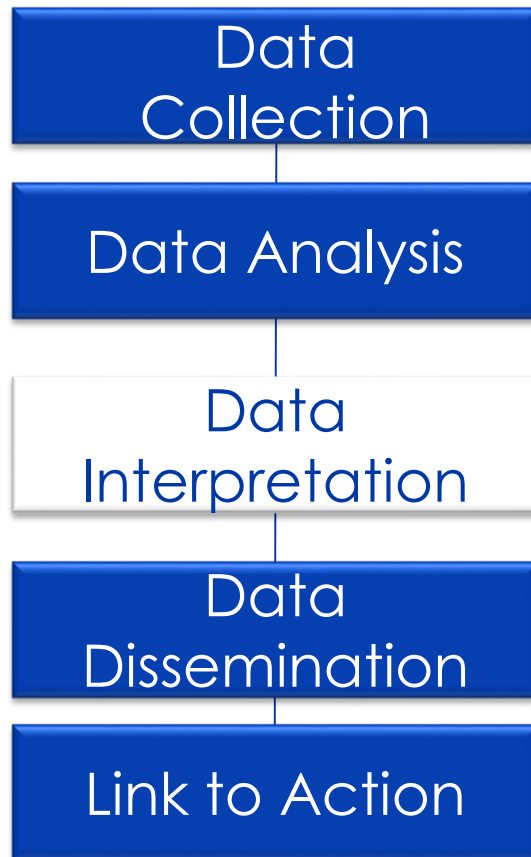 Data
Collection
Data Analysis
Data
Interpretation
Data
Dissemination
Link to Action